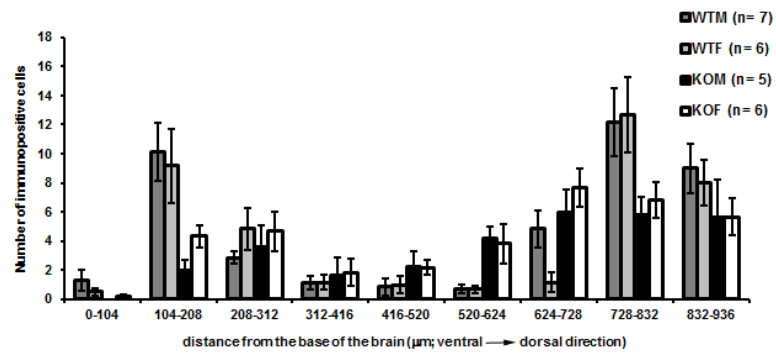 WTM (n= 7)
WTF (n= 6)
KOM (n= 5)
KOF (n= 6)
Number of immunopositive cells
18
16
14
12
10
8
6
4
2
0
0-104 104-208 208-312 312-416 416-520 520-624 624-728 728-832 832-936
distance from the base of the brain (µm; ventral → dorsal direction)